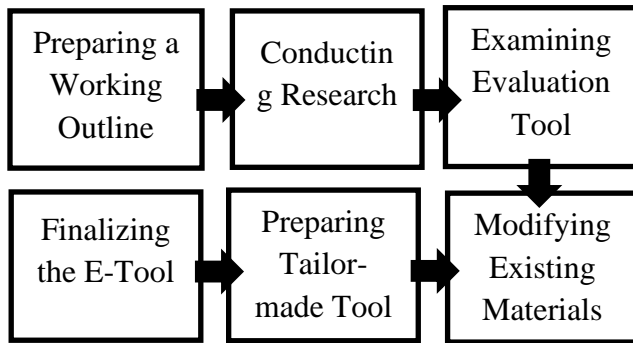 Preparing a
Working
Outline
Conductin
g Research
Examining
Evaluation
Tool
Finalizing
the E-Tool
Preparing
Tailor-
made Tool
Modifying
Existing
Materials